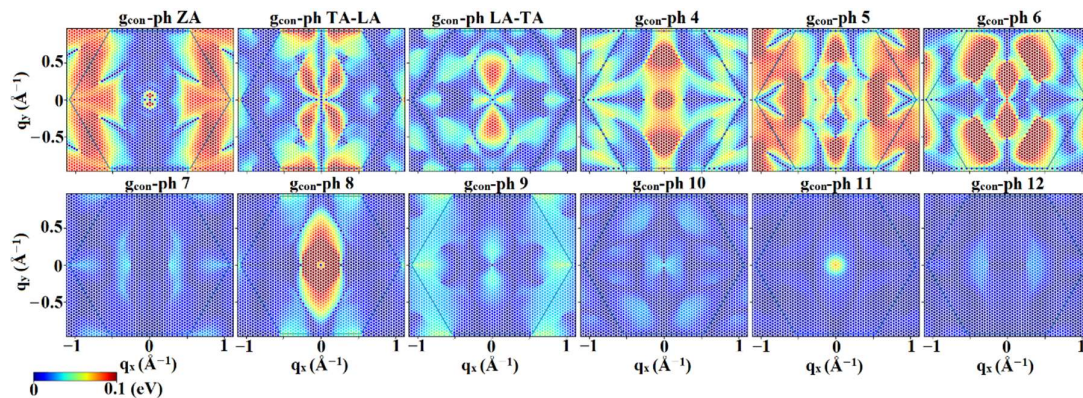 g_con-ph ZA g_con-ph TA-LA g_con-ph LA-TA g_con-ph 4 g_con-ph 5 g_con-ph 6
q_y (Å⁻¹)
0.5
0
−0.5
g_con-ph 7 g_con-ph 8 g_con-ph 9 g_con-ph 10 g_con-ph 11 g_con-ph 12
q_y (Å⁻¹)
0.5
0
−0.5
−1 0 1 −1 0 1 −1 0 1 −1 0 1 −1 0 1 −1 0 1
q_x (Å⁻¹) q_x (Å⁻¹) q_x (Å⁻¹) q_x (Å⁻¹) q_x (Å⁻¹) q_x (Å⁻¹)
0 0.1 (eV)